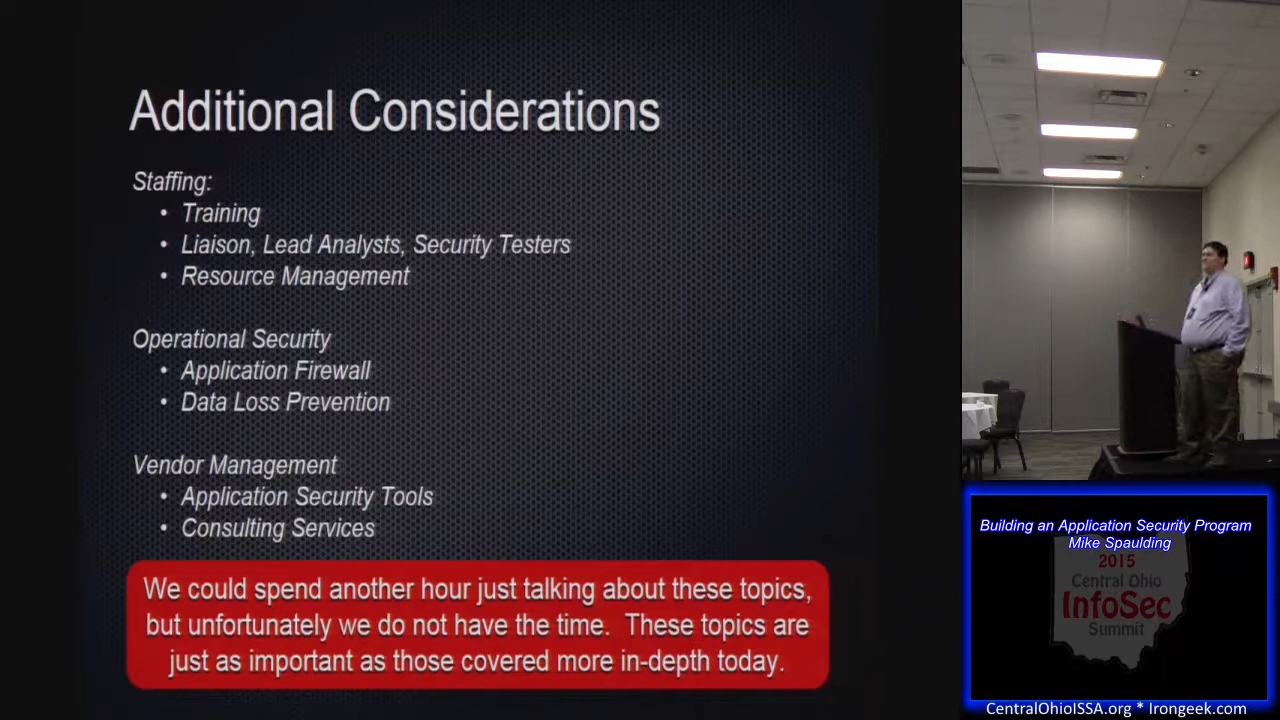 Additional Considerations
Staffing:
• Training
• Liaison, Lead Analysts, Security Testers
• Resource Management
Operational Security
• Application Firewall
• Data Loss Prevention
Vendor Management
• Application Security Tools
• Consulting Services
We could spend another hour just talking about these topics,
but unfortunately we do not have the time. These topics are
just as important as those covered more in-depth today.
Building an Application Security Program
Mike Spaulding
2015
Central Ohio
InfoSec
Summit
CentralOhioISSA.org * Irongeek.com